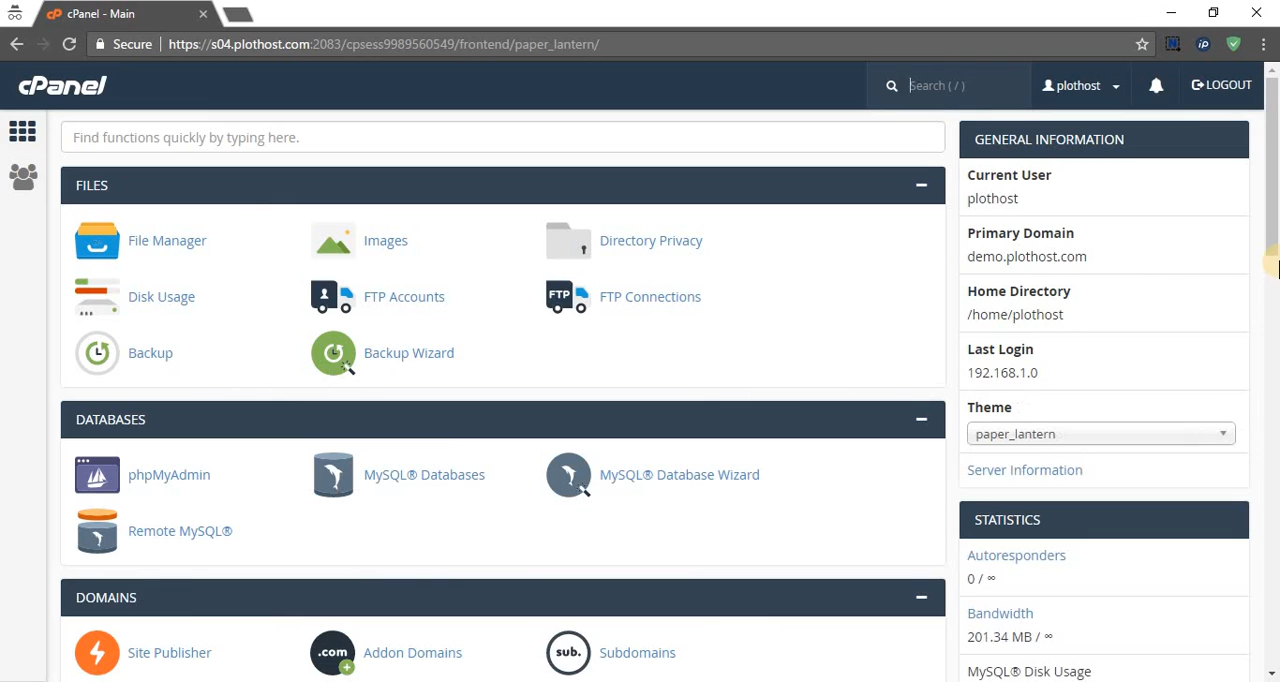 cPanel - Main
Secure https://s04.plothost.com:2083/cpsess9989560549/frontend/paper_lantern/
cPanel
Search ( / )
plothost
LOGOUT
Find functions quickly by typing here.
FILES
File Manager
Images
Directory Privacy
Disk Usage
FTP Accounts
FTP
FTP Connections
Backup
Backup Wizard
DATABASES
phpMyAdmin
MySQL® Databases
MySQL® Database Wizard
Remote MySQL®
DOMAINS
Site Publisher
.com
Addon Domains
sub.
Subdomains
GENERAL INFORMATION
Current User
plothost
Primary Domain
demo.plothost.com
Home Directory
/home/plothost
Last Login
192.168.1.0
Theme
paper_lantern
Server Information
STATISTICS
Autoresponders
0 / ∞
Bandwidth
201.34 MB / ∞
MySQL® Disk Usage